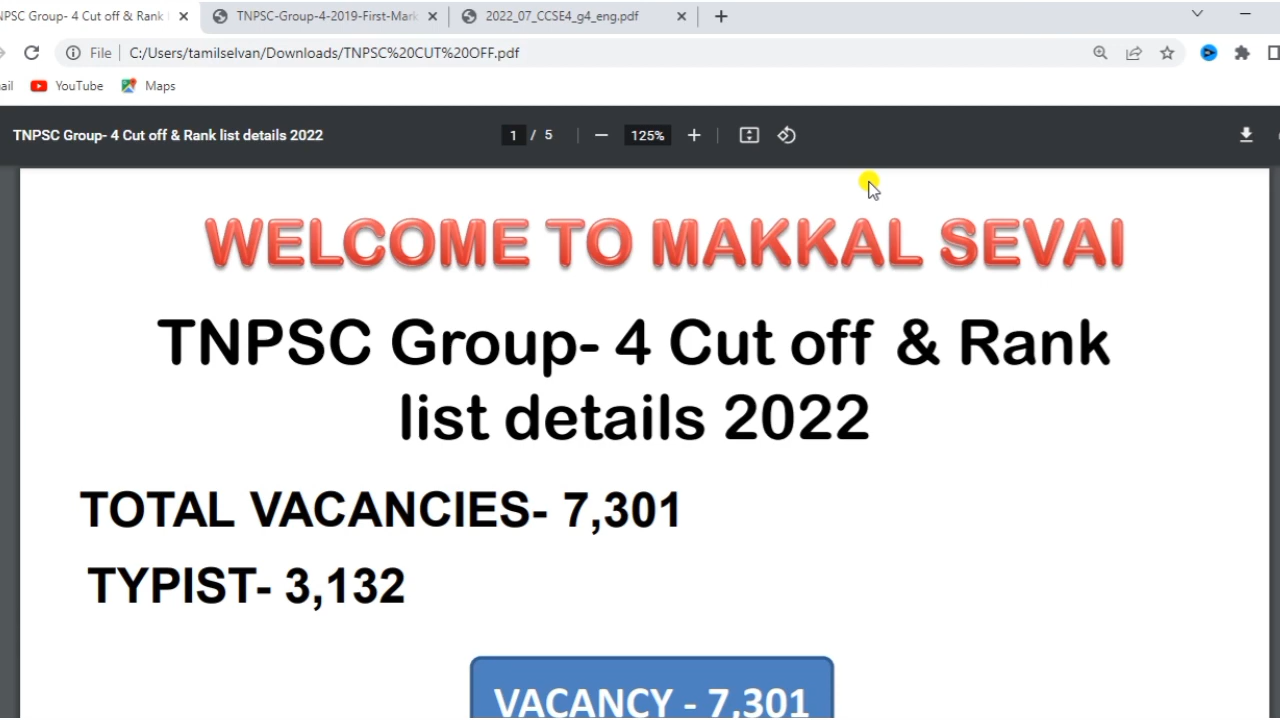 NPSC Group- 4 Cut off & Rank
TNPSC-Group-4-2019-First-Mark
2022_07_CCSE4_g4_eng.pdf
File
C:/Users/tamilselvan/Downloads/TNPSC%20CUT%20OFF.pdf
ail
YouTube
Maps
TNPSC Group- 4 Cut off & Rank list details 2022
1 / 5
125%
WELCOME TO MAKKAL SEVAI
TNPSC Group- 4 Cut off & Rank
list details 2022
TOTAL VACANCIES- 7,301
TYPIST- 3,132
VACANCY - 7,301